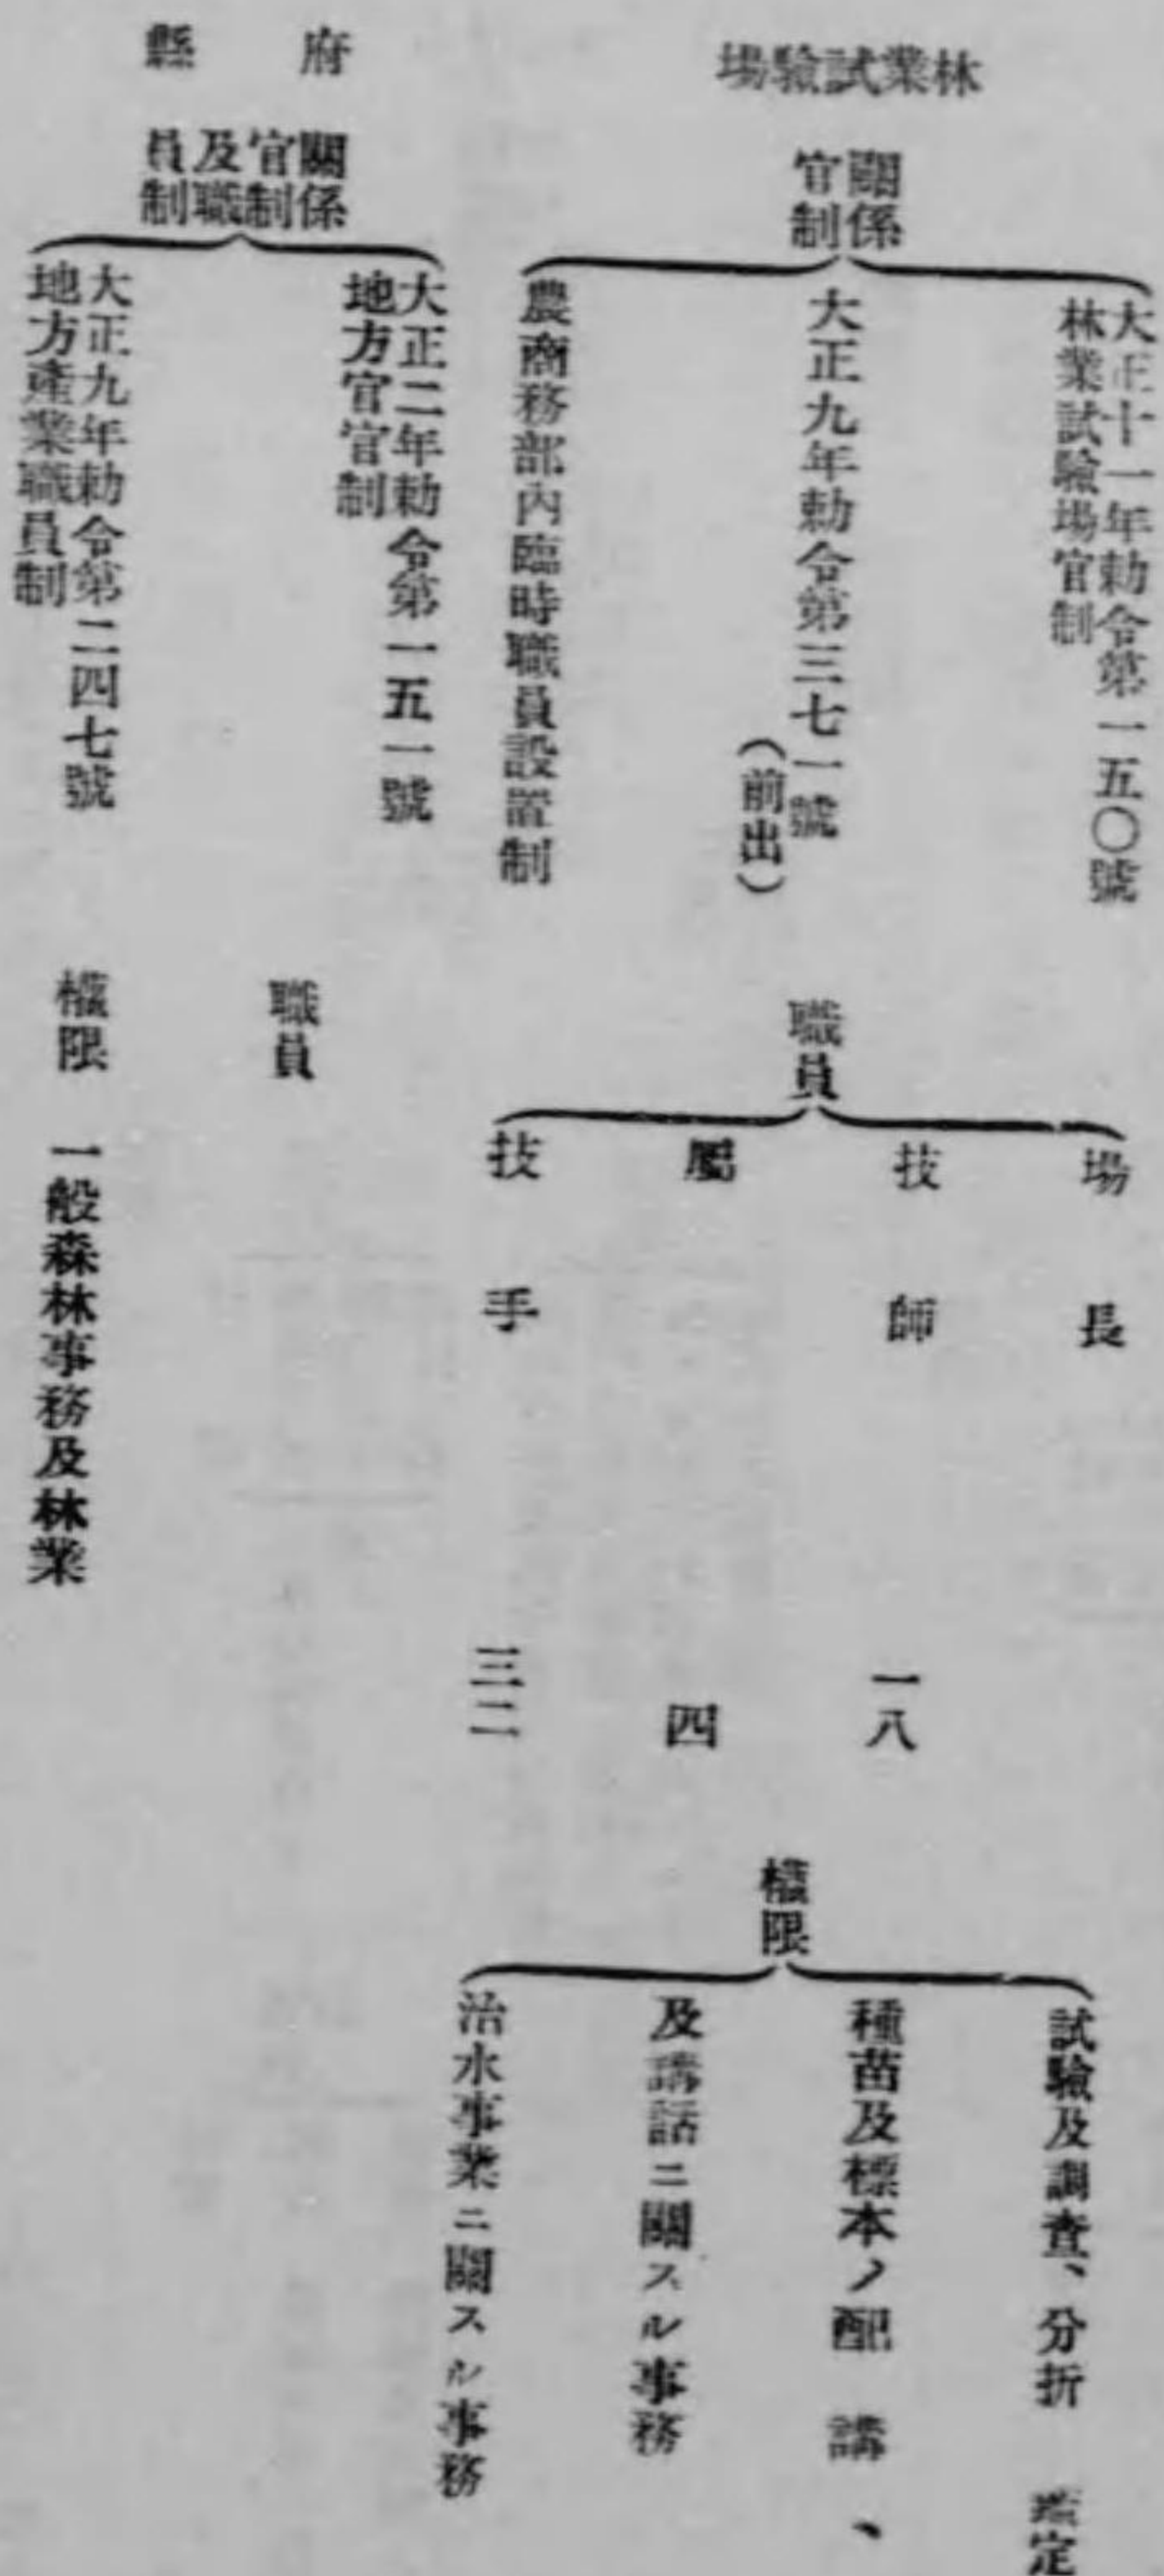 林業試驗場
關係
官制
大正十一年勅令第一五〇號
林業試驗場官制
大正九年勅令第三七一號
(前出)
農商務部內臨時職員設置制
職員
場長
技師 一八
屬 四
技手 三二
權限
試驗及調查、分折 鑑定
種苗及標本ノ配 講、
及講話ニ關スル事務
治水事業ニ關スル事務
府縣
關係
官制
及職
員制
大正二年勅令第一五一號
地方官官制
大正九年勅令第二四七號
地方產業職員制
職員
權限 一般森林事務及林業